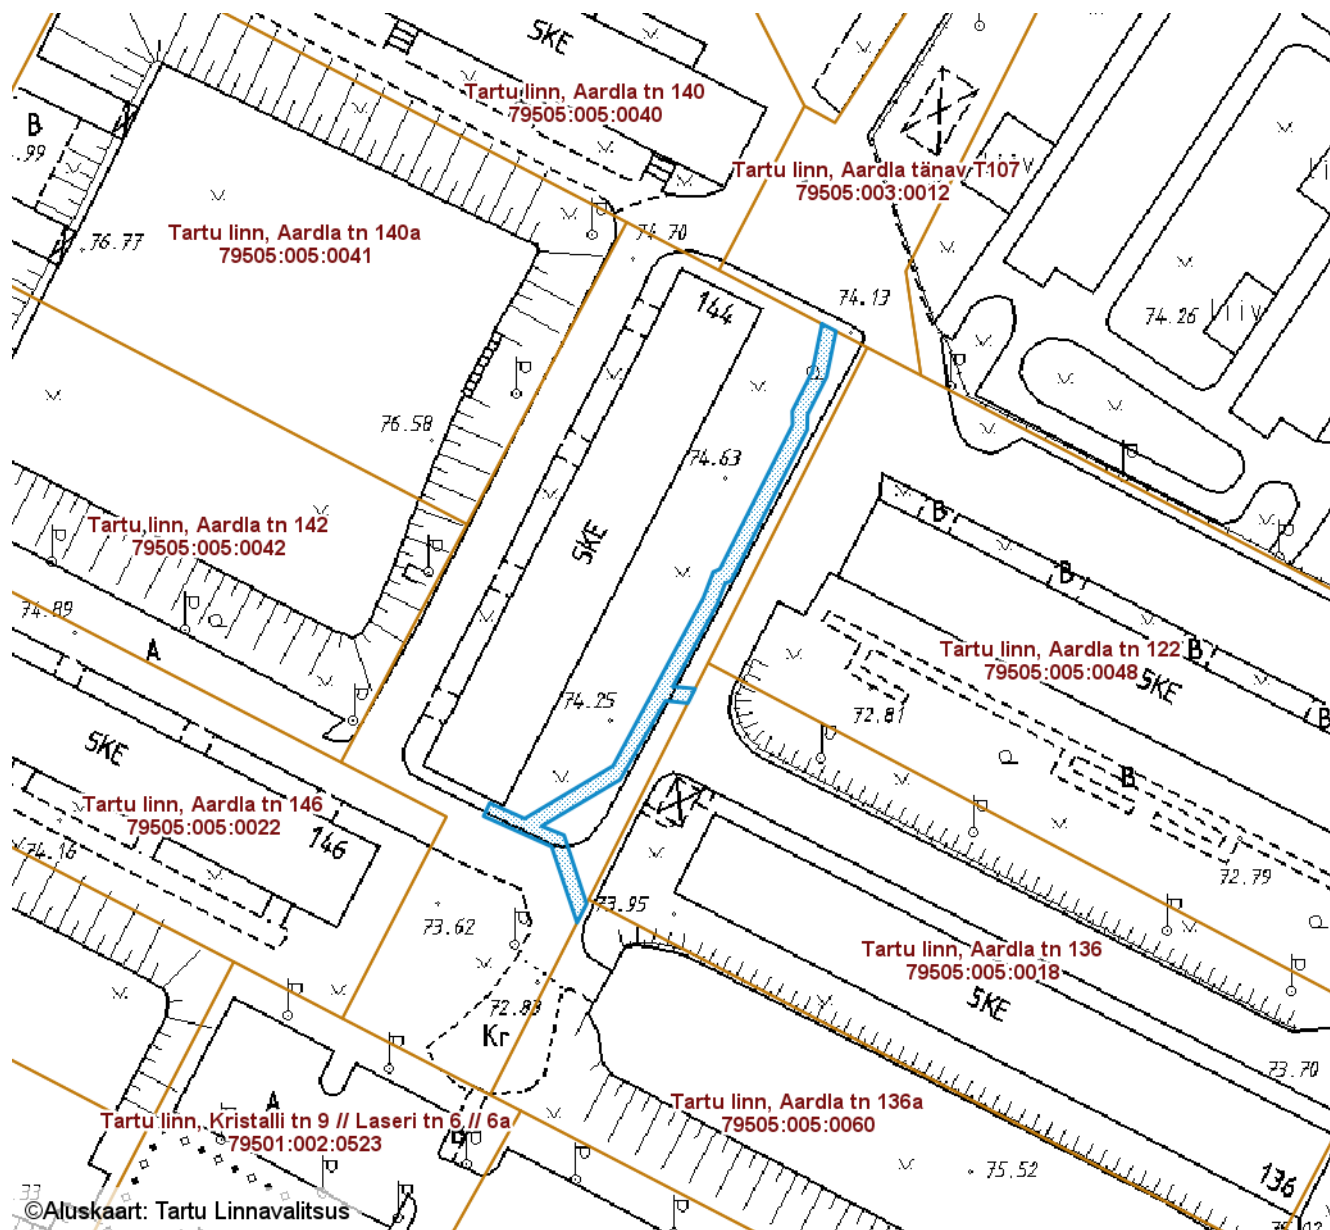 SKE
Tartu linn, Aardla tn 140
79505:005:0040
B
.99
Tartu linn, Aardla tänav T107
79505:003:0012
liiv
Tartu linn, Aardla tn 140a
79505:005:0041
76.77
74.70
74.13
144
74.26
liiv
76.58
74.63
Tartu linn, Aardla tn 142
79505:005:0042
SKE
B
B
74.89
A
B
Tartu linn, Aardla tn 122
79505:005:0048
SKE
74.25
72.81
B
SKE
B
Tartu linn, Aardla tn 146
79505:005:0022
146
74.16
72.79
73.95
73.62
Tartu linn, Aardla tn 136
79505:005:0018
SKE
72.83
Kr
73.70
A
Tartu linn, Aardla tn 136a
79505:005:0060
Tartu linn, Kristalli tn 9 // Laseri tn 6 // 6a
79501:002:0523
B
75.52
136
.33
©Aluskaart: Tartu Linnavalitsus